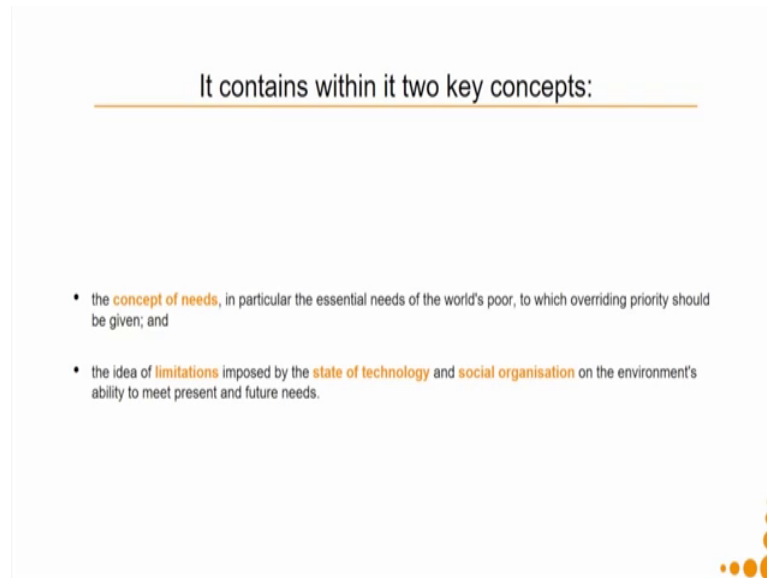 It contains within it two key concepts:
• the concept of needs, in particular the essential needs of the world's poor, to which overriding priority should
be given; and
• the idea of limitations imposed by the state of technology and social organisation on the environment's
ability to meet present and future needs.